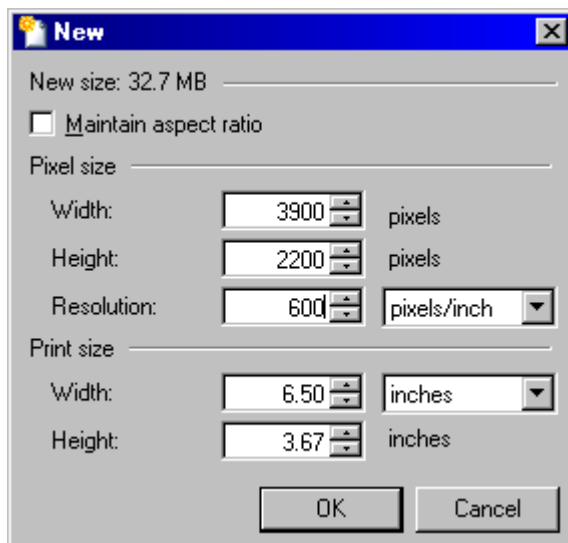 New
New size: 32.7 MB
Maintain aspect ratio
Pixel size
Width: 3900 pixels
Height: 2200 pixels
Resolution: 600 pixels/inch
Print size
Width: 6.50 inches
Height: 3.67 inches
OK Cancel